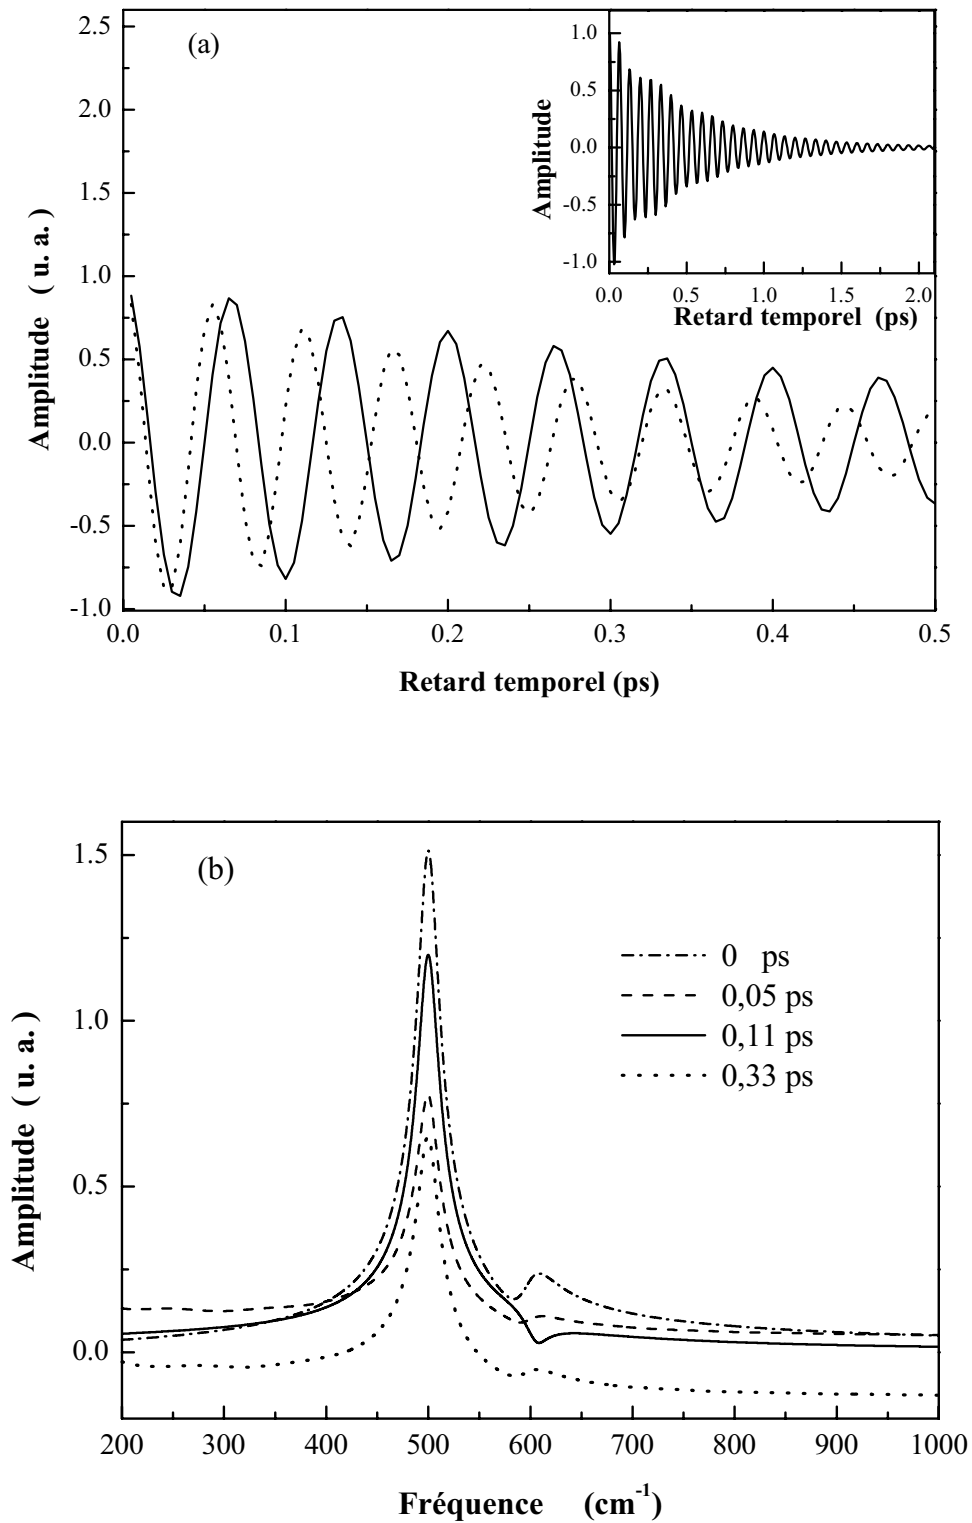 (a)
2.5
2.0
1.5
1.0
0.5
0.0
-0.5
-1.0
Amplitude ( u. a. )
0.0 0.1 0.2 0.3 0.4 0.5
Retard temporel (ps)
1.0
0.5
0.0
-0.5
-1.0
Amplitude
0.0 0.5 1.0 1.5 2.0
Retard temporel (ps)
(b)
1.5
1.0
0.5
0.0
Amplitude ( u. a. )
0 ps
0,05 ps
0,11 ps
0,33 ps
200 300 400 500 600 700 800 900 1000
Fréquence (cm⁻¹)